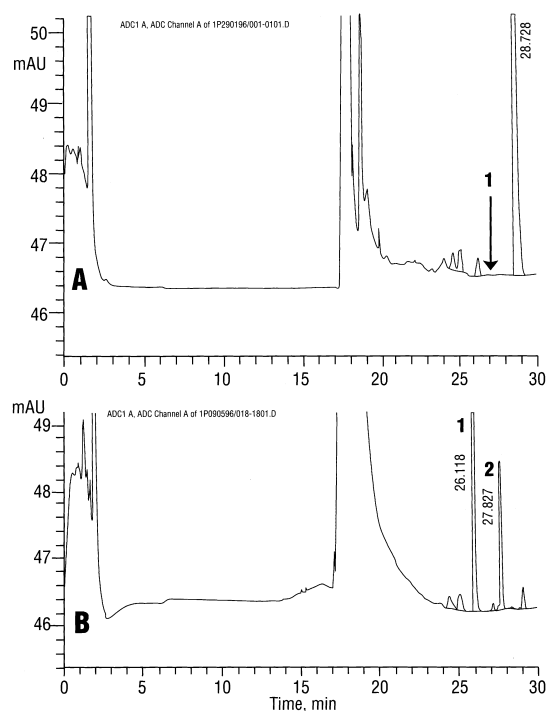 ADC1 A, ADC Channel A of 1P290196/001-0101.D
50
mAU
49
48
47
46
28.728
1
A
0 5 10 15 20 25 30
mAU
ADC1 A, ADC Channel A of 1P090596/018-1801.D
49
48
47
46
1
26.118
2
27.827
B
0 5 10 15 20 25 30
Time, min